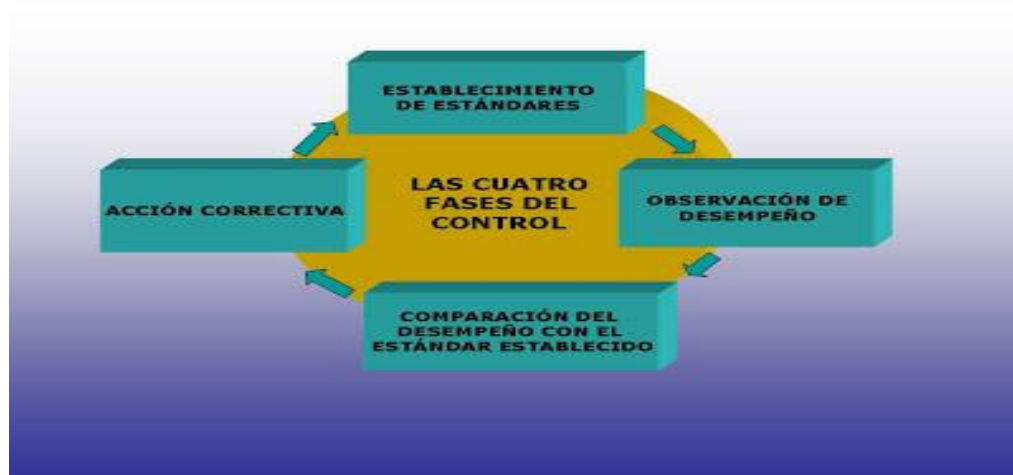 ESTABLECIMIENTO
DE ESTÁNDARES
LAS CUATRO
FASES DEL
CONTROL
OBSERVACIÓN DE
DESEMPEÑO
COMPARACIÓN DEL
DESEMPEÑO CON EL
ESTÁNDAR ESTABLECIDO
ACCIÓN CORRECTIVA